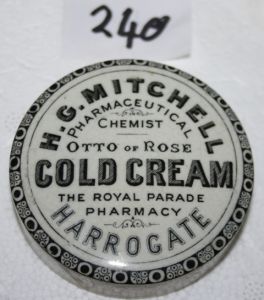 240
H.G. MITCHELL
PHARMACEUTICAL
CHEMIST
OTTO OF ROSE
COLD CREAM
THE ROYAL PARADE
PHARMACY
HARROGATE